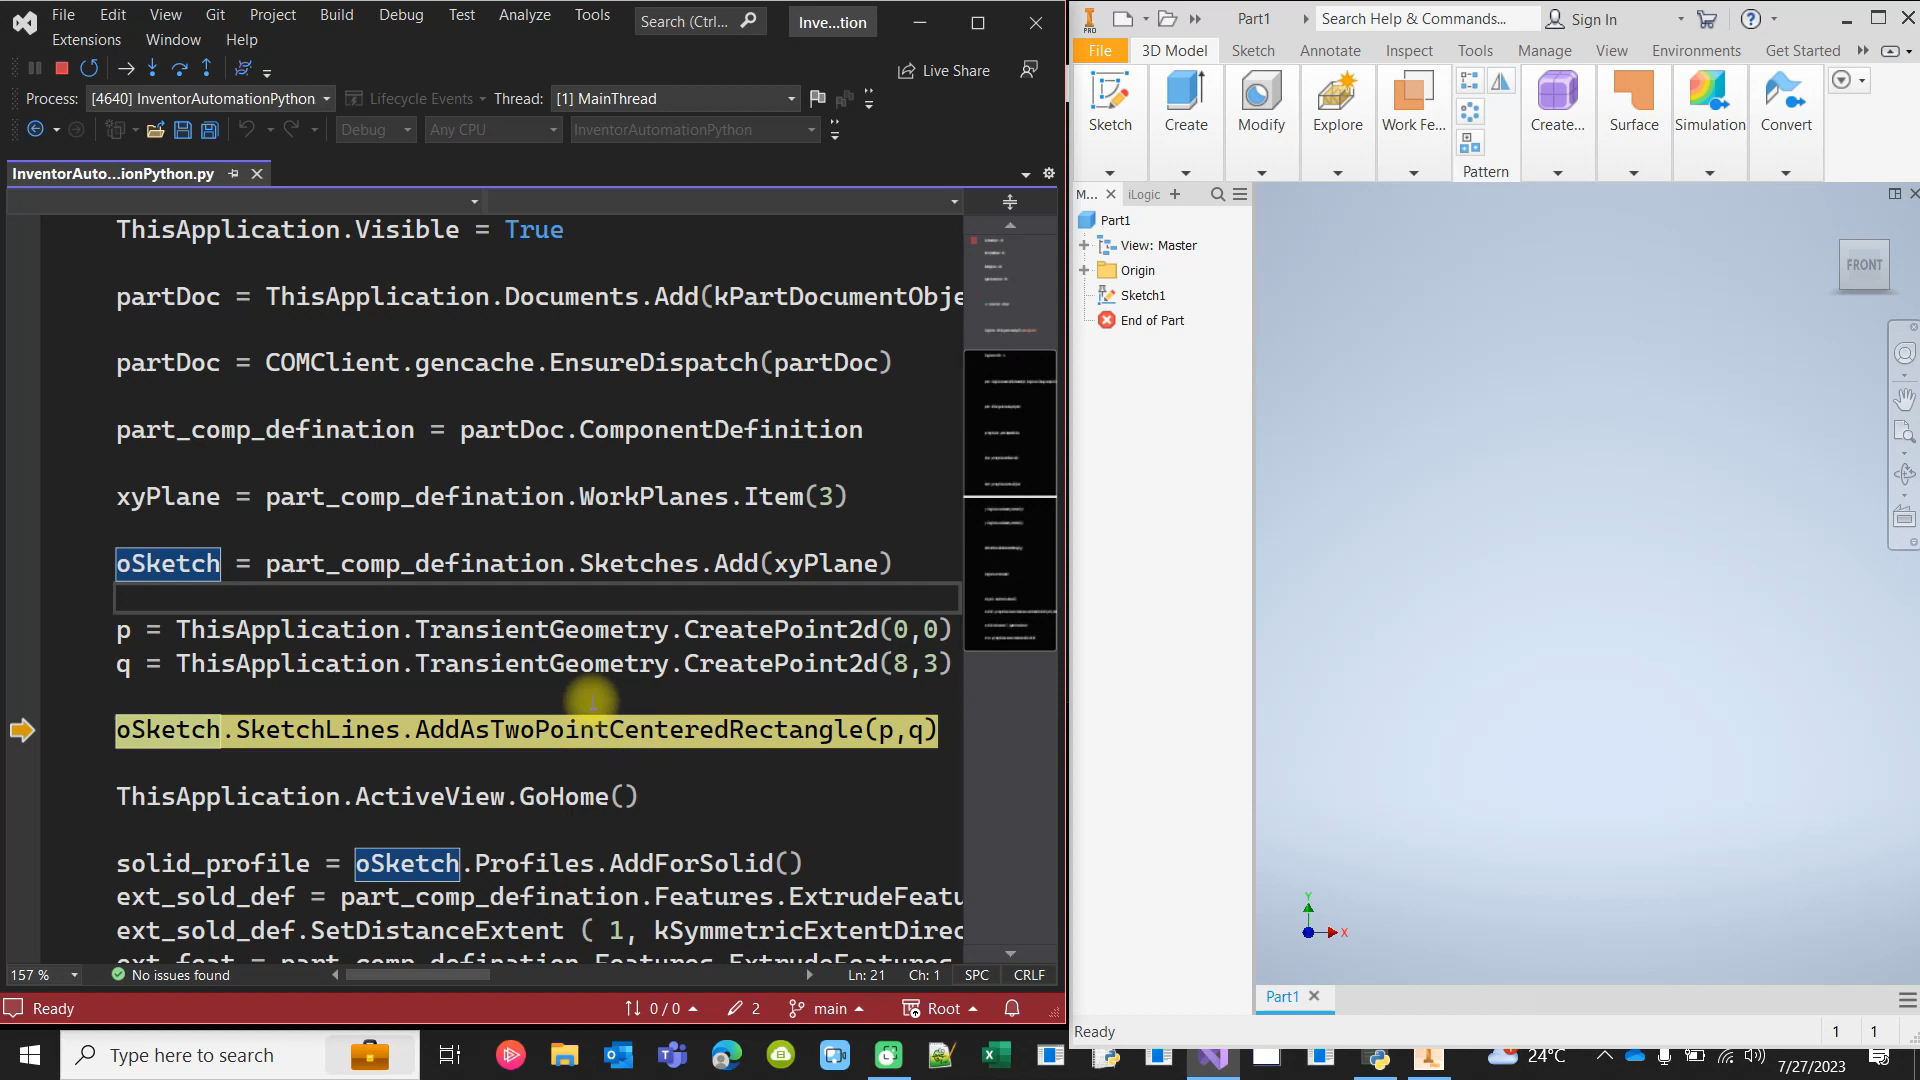 File Edit View Git Project Build Debug Test Analyze Tools Search (Ctrl... Inve...tion
Extensions Window Help
Live Share
Process: [4640] InventorAutomationPython Lifecycle Events Thread: [1] MainThread
Debug Any CPU InventorAutomationPython
InventorAuto...ionPython.py
ThisApplication.Visible = True
partDoc = ThisApplication.Documents.Add(kPartDocumentObje
partDoc = COMClient.gencache.EnsureDispatch(partDoc)
part_comp_defination = partDoc.ComponentDefinition
xyPlane = part_comp_defination.WorkPlanes.Item(3)
oSketch = part_comp_defination.Sketches.Add(xyPlane)
p = ThisApplication.TransientGeometry.CreatePoint2d(0,0)
q = ThisApplication.TransientGeometry.CreatePoint2d(8,3)
oSketch.SketchLines.AddAsTwoPointCenteredRectangle(p,q)
ThisApplication.ActiveView.GoHome()
solid_profile = oSketch.Profiles.AddForSolid()
ext_sold_def = part_comp_defination.Features.ExtrudeFeatu
ext_sold_def.SetDistanceExtent ( 1, kSymmetricExtentDirec
157 % No issues found Ln: 21 Ch: 1 SPC CRLF
Ready 0 / 0 2 main Root
PRO Part1 Search Help & Commands... Sign In
File 3D Model Sketch Annotate Inspect Tools Manage View Environments Get Started
Sketch Create Modify Explore Work Fe... Pattern Create... Surface Simulation Convert
M... iLogic
Part1
View: Master
Origin
Sketch1
End of Part
FRONT
Y
X
Part1
Ready 1 1
Type here to search 24°C 7/27/2023